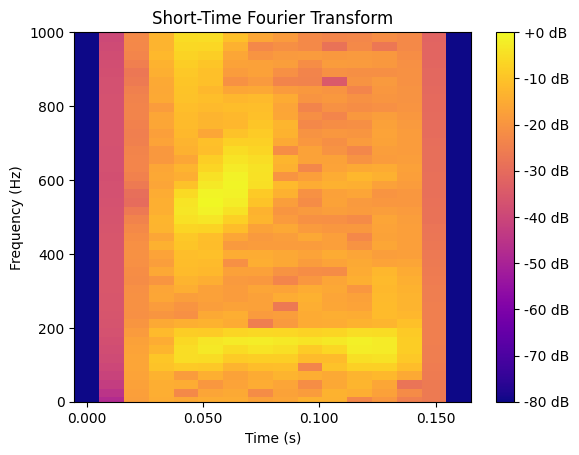 Short-Time Fourier Transform
1000
800
600
400
200
0
Frequency (Hz)
0.000
0.050
0.100
0.150
Time (s)
+0 dB
-10 dB
-20 dB
-30 dB
-40 dB
-50 dB
-60 dB
-70 dB
-80 dB